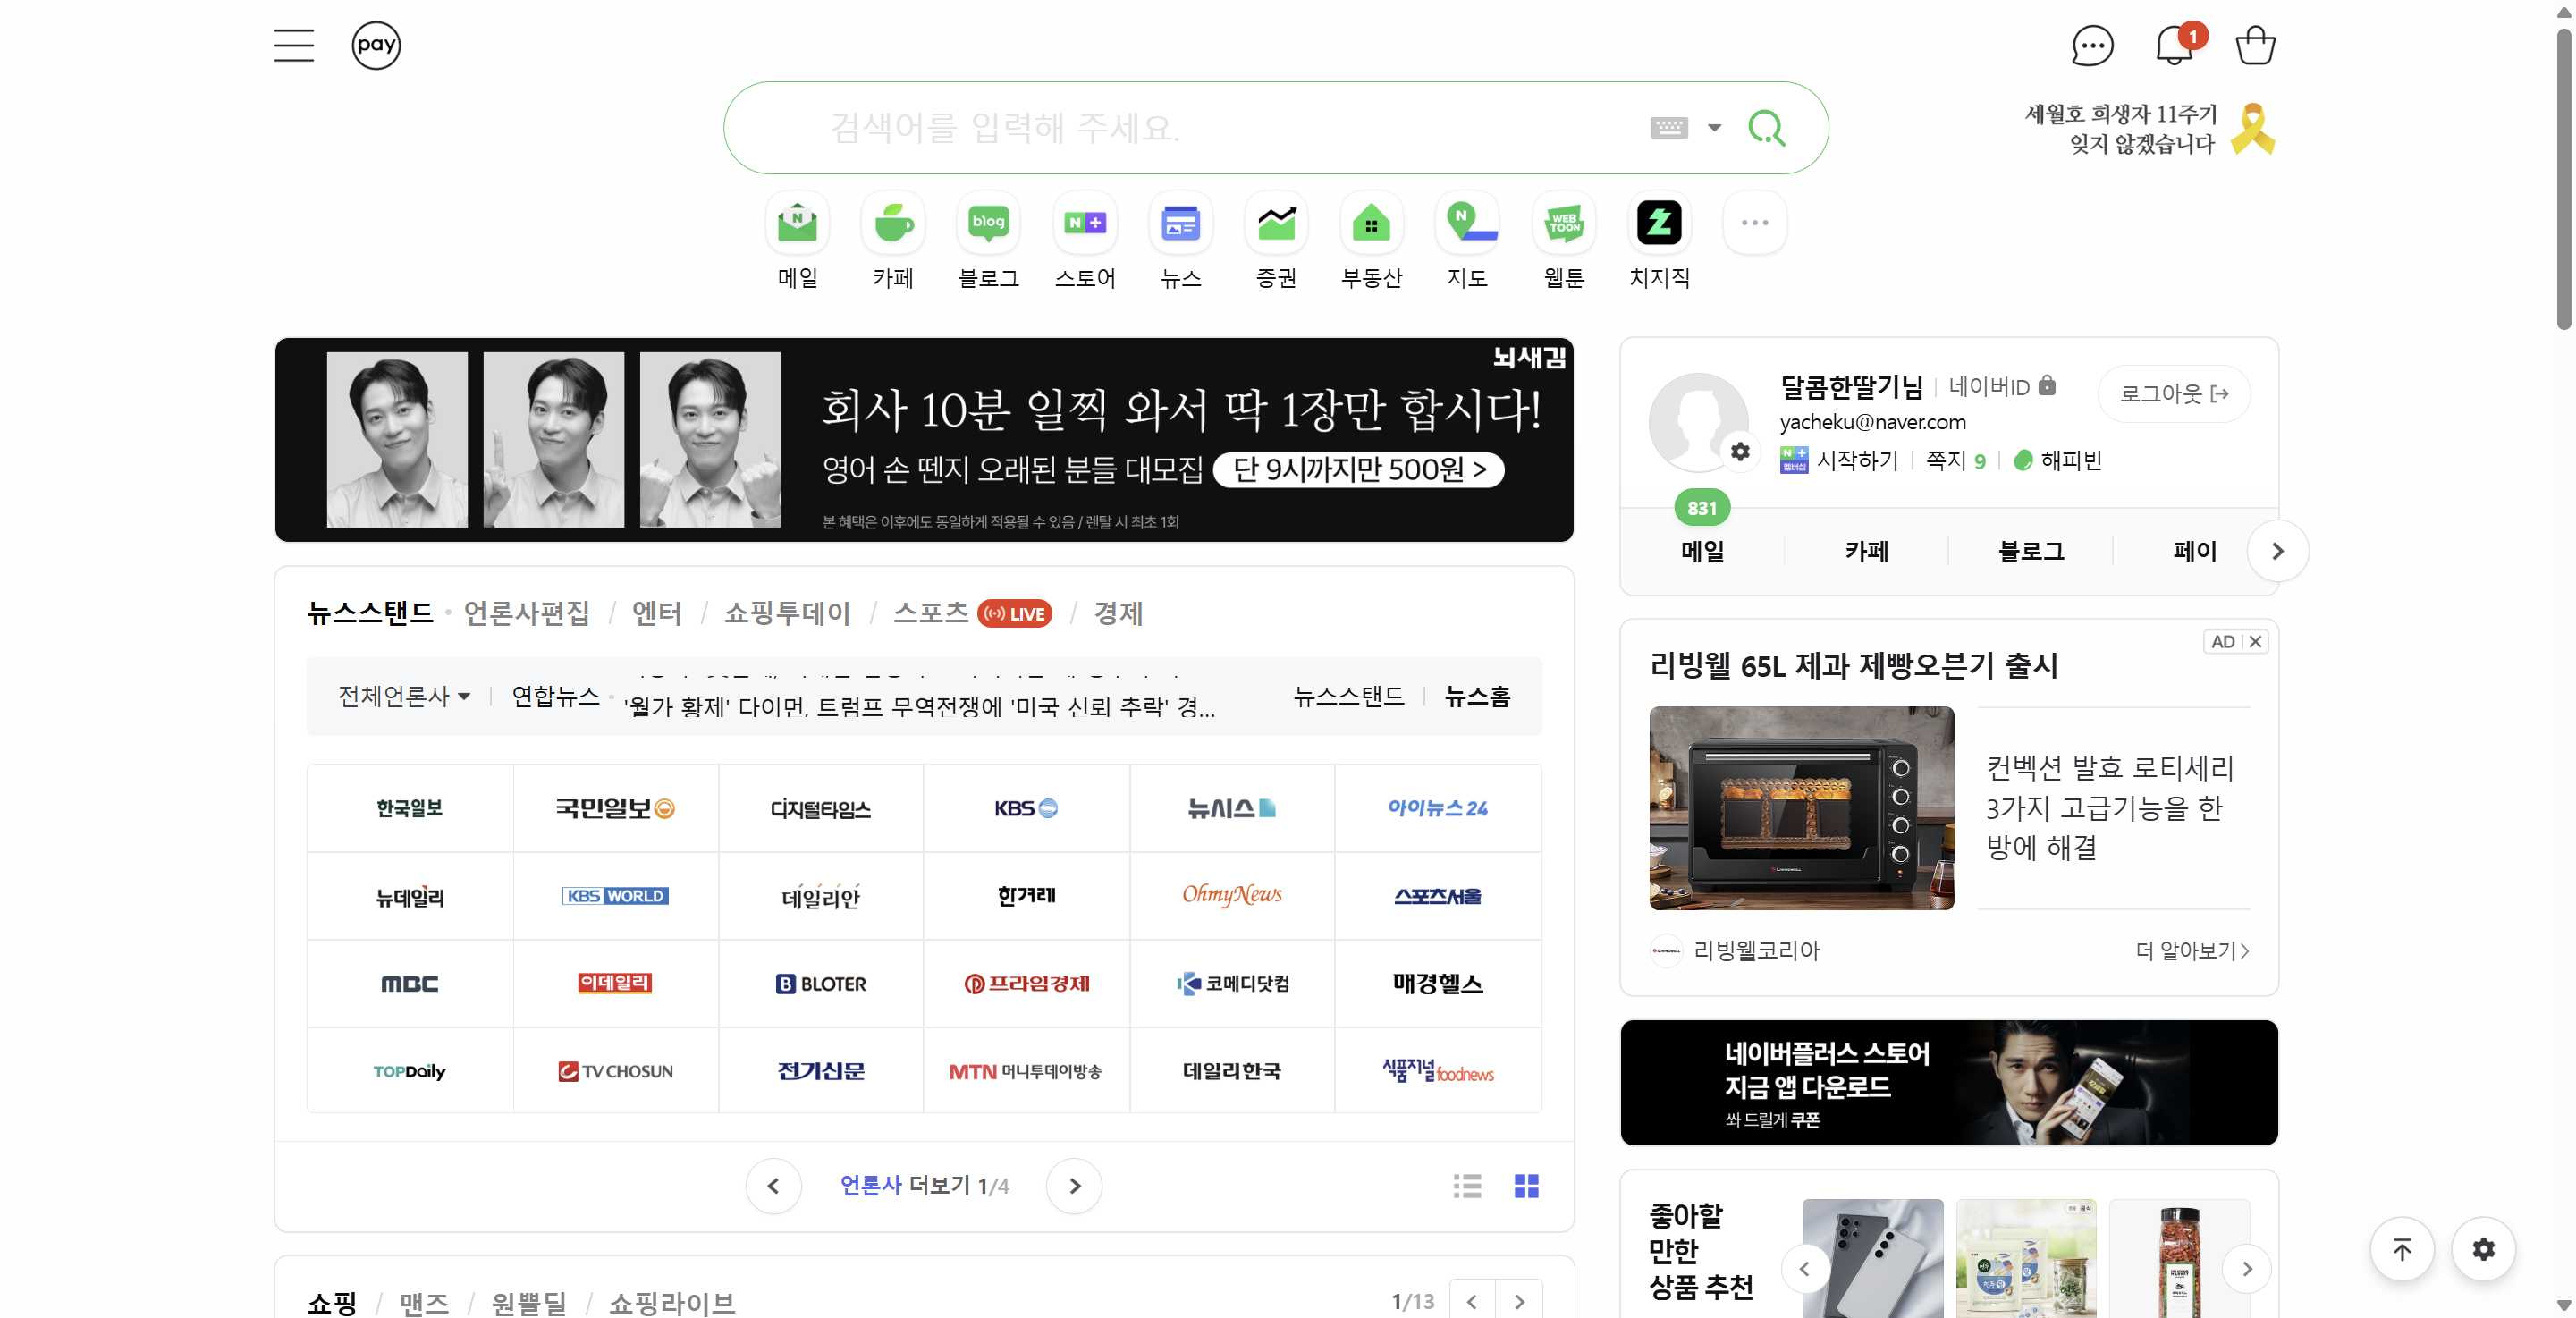 pay
1
검색어를 입력해 주세요.
세월호 희생자 11주기
잊지 않겠습니다
N
blog
N +
N
WEB
TOON
메일
카페
블로그
스토어
뉴스
증권
부동산
지도
웹툰
치지직
뇌새김
회사 10분 일찍 와서 딱 1장만 합시다!
영어 손 뗀지 오래된 분들 대모집 단 9시까지만 500원 >
본 혜택은 이후에도 동일하게 적용될 수 있음 / 렌탈 시 최초 1회
달콤한딸기님 네이버ID
로그아웃
yacheku@naver.com
N + 멤버십 시작하기 쪽지 9 해피빈
831
메일 카페 블로그 페이
뉴스스탠드 언론사편집 / 엔터 / 쇼핑투데이 / 스포츠 LIVE / 경제
전체언론사 연합뉴스
'월가 황제' 다이먼, 트럼프 무역전쟁에 '미국 신뢰 추락' 경...
뉴스스탠드 뉴스홈
한국일보 국민일보 디지털타임스 KBS 뉴시스 아이뉴스24
뉴데일리 KBS WORLD 데일리안 한겨레 OhmyNews 스포츠서울
MBC 이데일리 B BLOTER 프라임경제 코메디닷컴 매경헬스
TOPDaily TV CHOSUN 전기신문 MTN 머니투데이방송 데일리한국 식품저널 foodnews
언론사 더보기 1/4
쇼핑 / 맨즈 / 원쁠딜 / 쇼핑라이브
1/13
AD
리빙웰 65L 제과 제빵오븐기 출시
컨벡션 발효 로티세리
3가지 고급기능을 한
방에 해결
리빙웰코리아
더 알아보기
네이버플러스 스토어
지금 앱 다운로드
쏴 드릴게 쿠폰
좋아할
만한
상품 추천